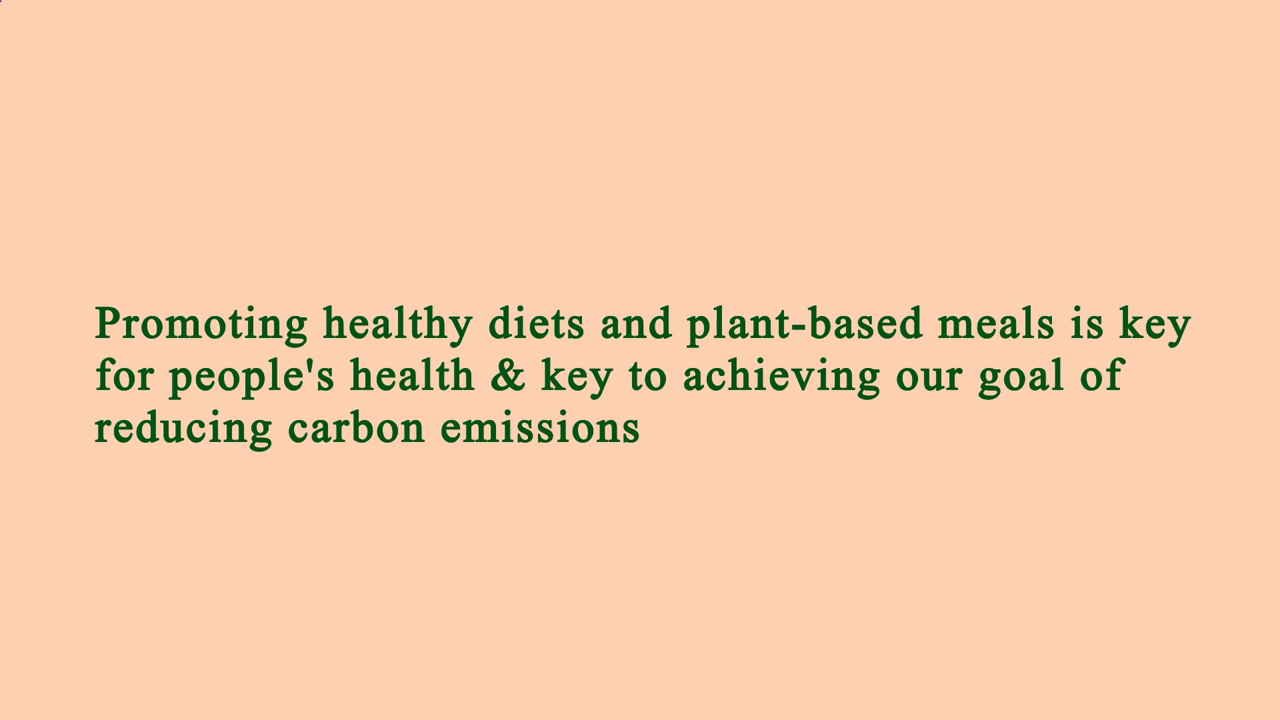 Promoting healthy diets and plant-based meals is key
for people's health & key to achieving our goal of
reducing carbon emissions